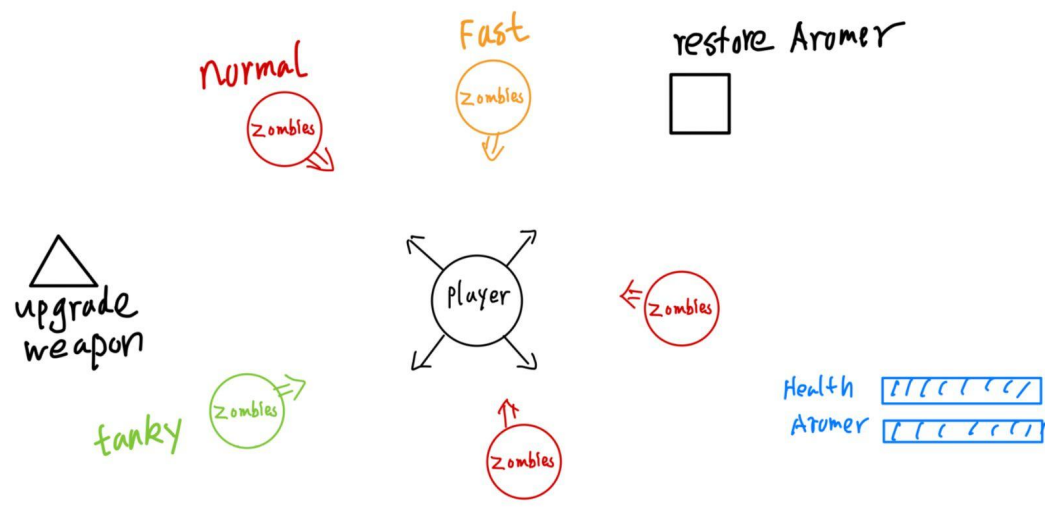 Fast
restore Aromer
normal
zombies
zombies
player
zombies
upgrade
weapon
zombies
tanky
zombies
Health
Aromer